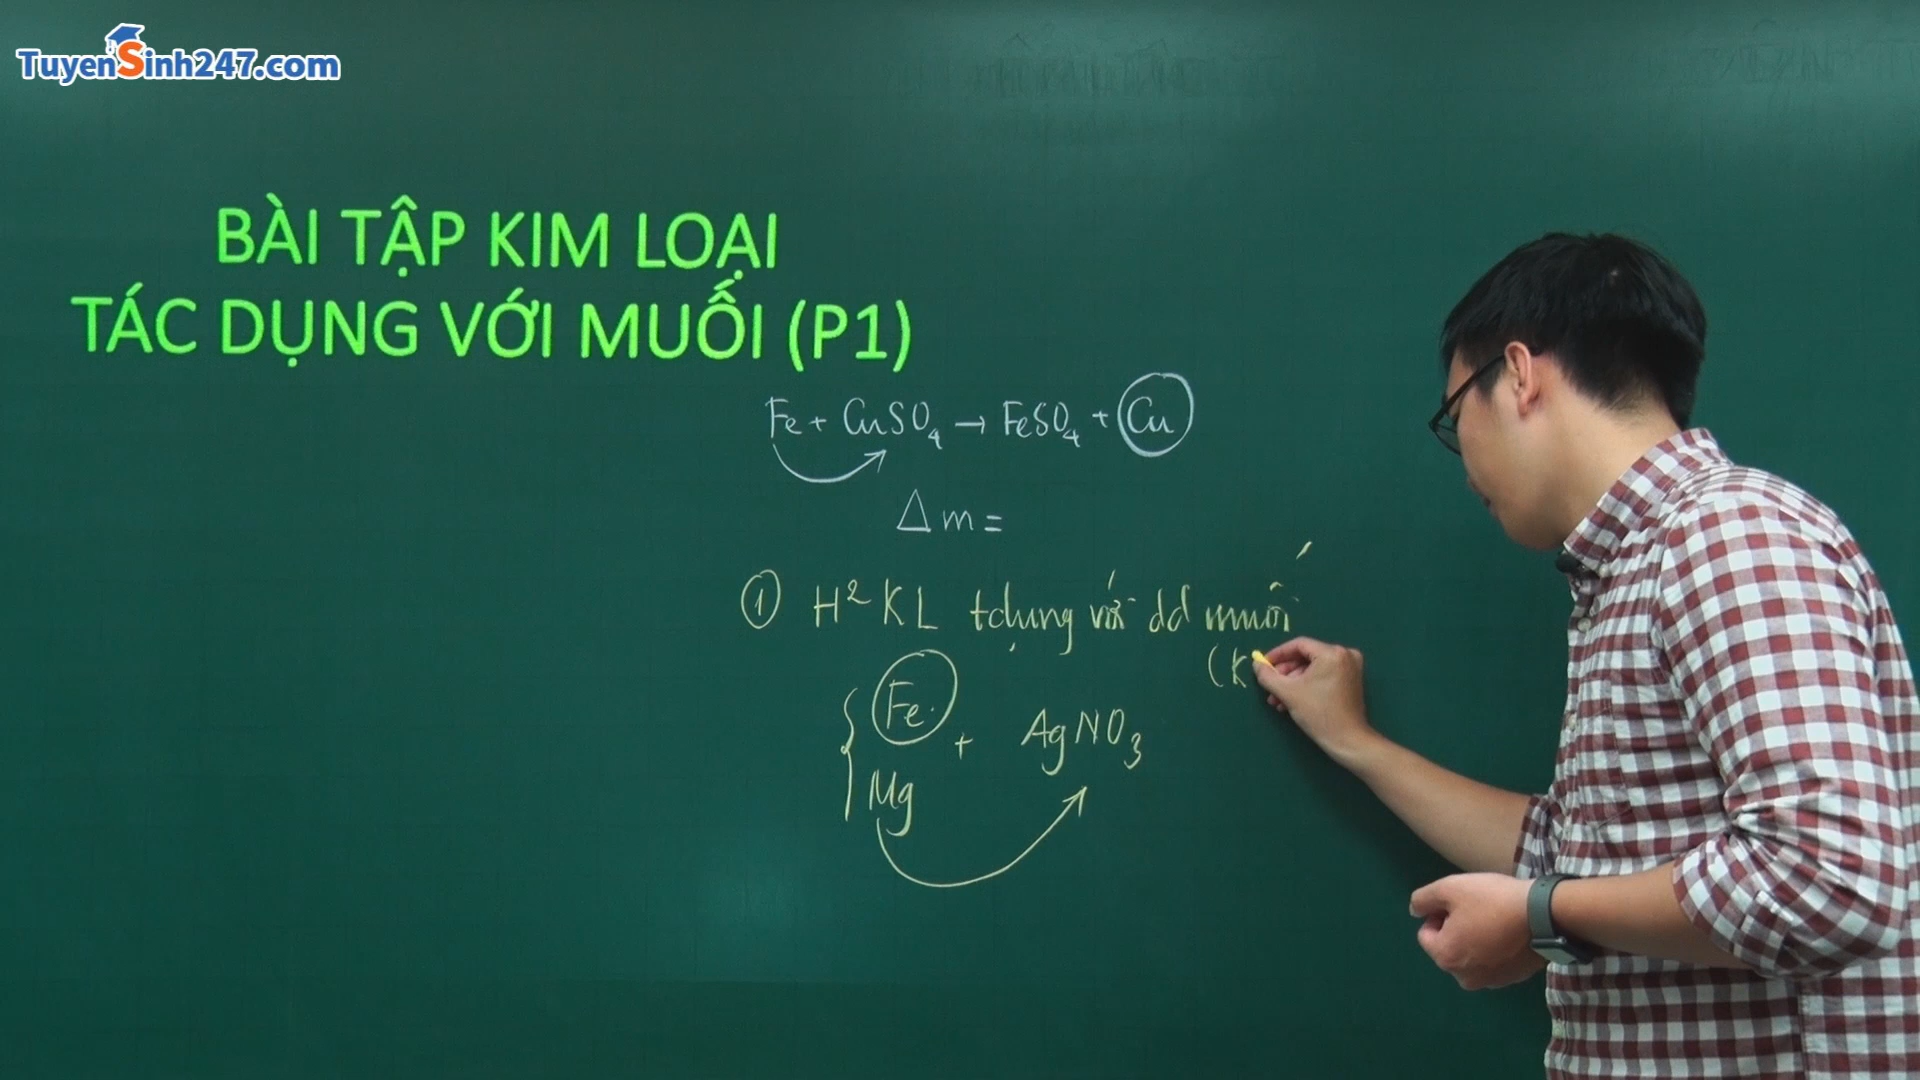 TuyenSinh247.com
BÀI TẬP KIM LOẠI
TÁC DỤNG VỚI MUỐI (P1)
Fe + CuSO₄ → FeSO₄ + Cu
Δm =
① H² KL tdụng với dd muối
(K
Fe
+ AgNO₃
Mg